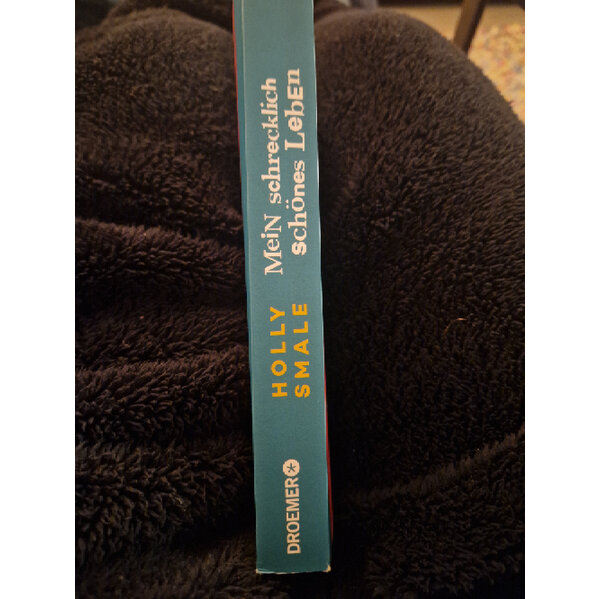 DROEMER
HOLLY
SMALE
MeiN schrecklich
schönes LebEn